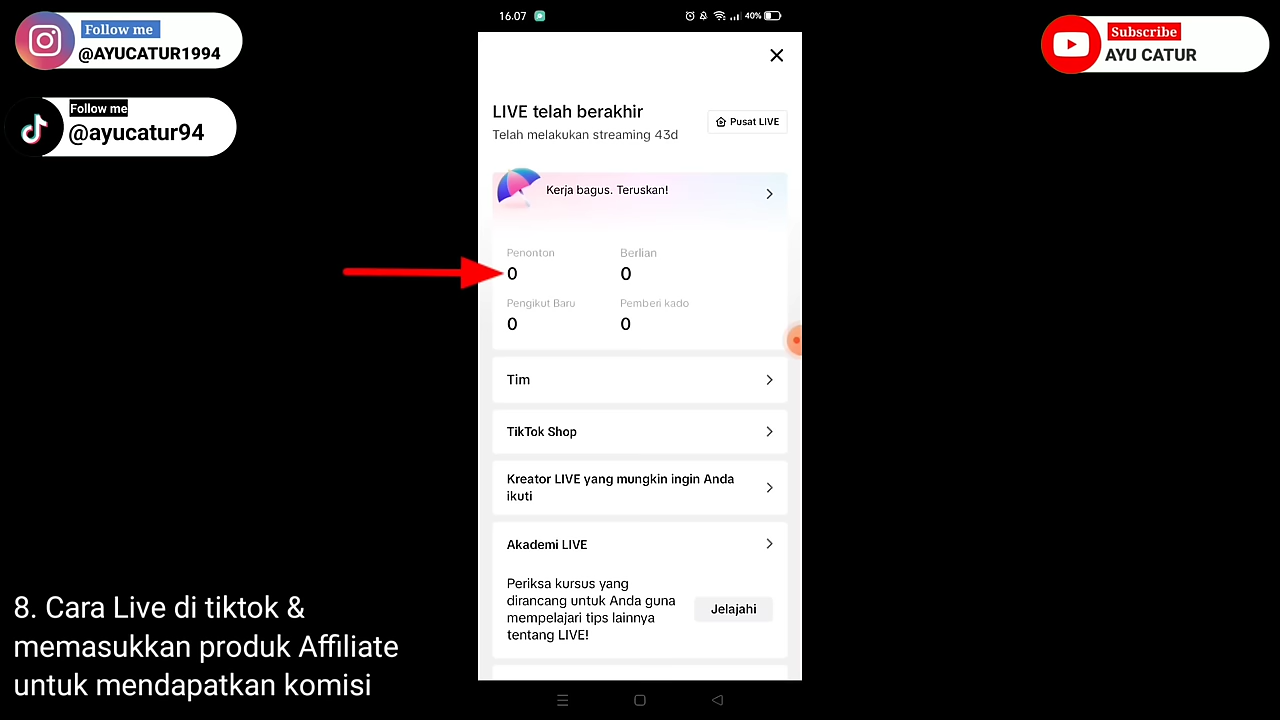 Follow me
@AYUCATUR1994
Follow me
@ayucatur94
Subscribe
AYU CATUR
16.07
40%
LIVE telah berakhir
Telah melakukan streaming 43d
Pusat LIVE
Kerja bagus. Teruskan!
Penonton Berlian
0 0
Pengikut Baru Pemberi kado
0 0
Tim
TikTok Shop
Kreator LIVE yang mungkin ingin Anda
ikuti
Akademi LIVE
Periksa kursus yang
dirancang untuk Anda guna
mempelajari tips lainnya
tentang LIVE!
Jelajahi
8. Cara Live di tiktok &
memasukkan produk Affiliate
untuk mendapatkan komisi